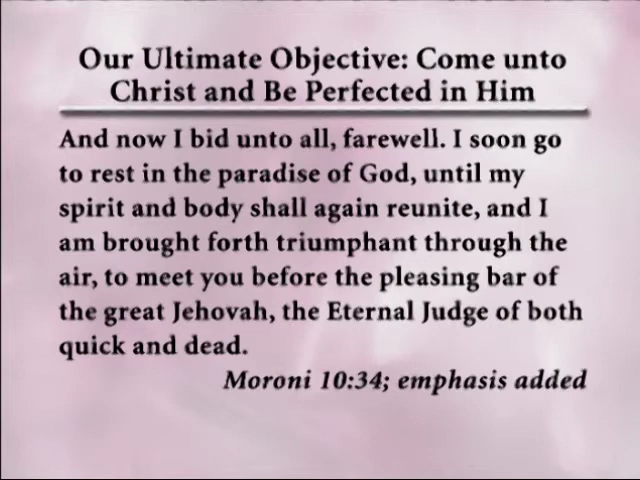 Our Ultimate Objective: Come unto
Christ and Be Perfected in Him
And now I bid unto all, farewell. I soon go
to rest in the paradise of God, until my
spirit and body shall again reunite, and I
am brought forth triumphant through the
air, to meet you before the pleasing bar of
the great Jehovah, the Eternal Judge of both
quick and dead.
Moroni 10:34; emphasis added